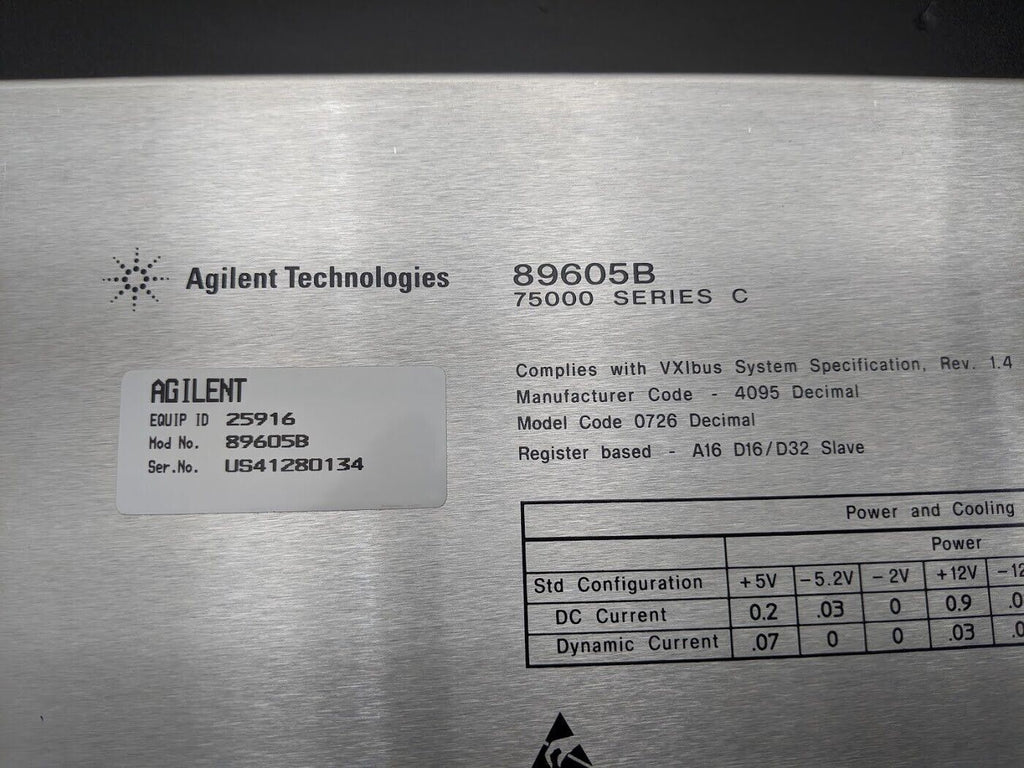 Agilent Technologies
89605B
75000 SERIES C
AGILENT
EQUIP ID 25916
Mod No. 89605B
Ser.No. US41280134
Complies with VXIbus System Specification, Rev. 1.4
Manufacturer Code - 4095 Decimal
Model Code 0726 Decimal
Register based - A16 D16/D32 Slave
Power and Cooling
Power
Std Configuration +5V -5.2V -2V +12V -12
DC Current 0.2 .03 0 0.9 .0
Dynamic Current .07 0 0 .03 .0